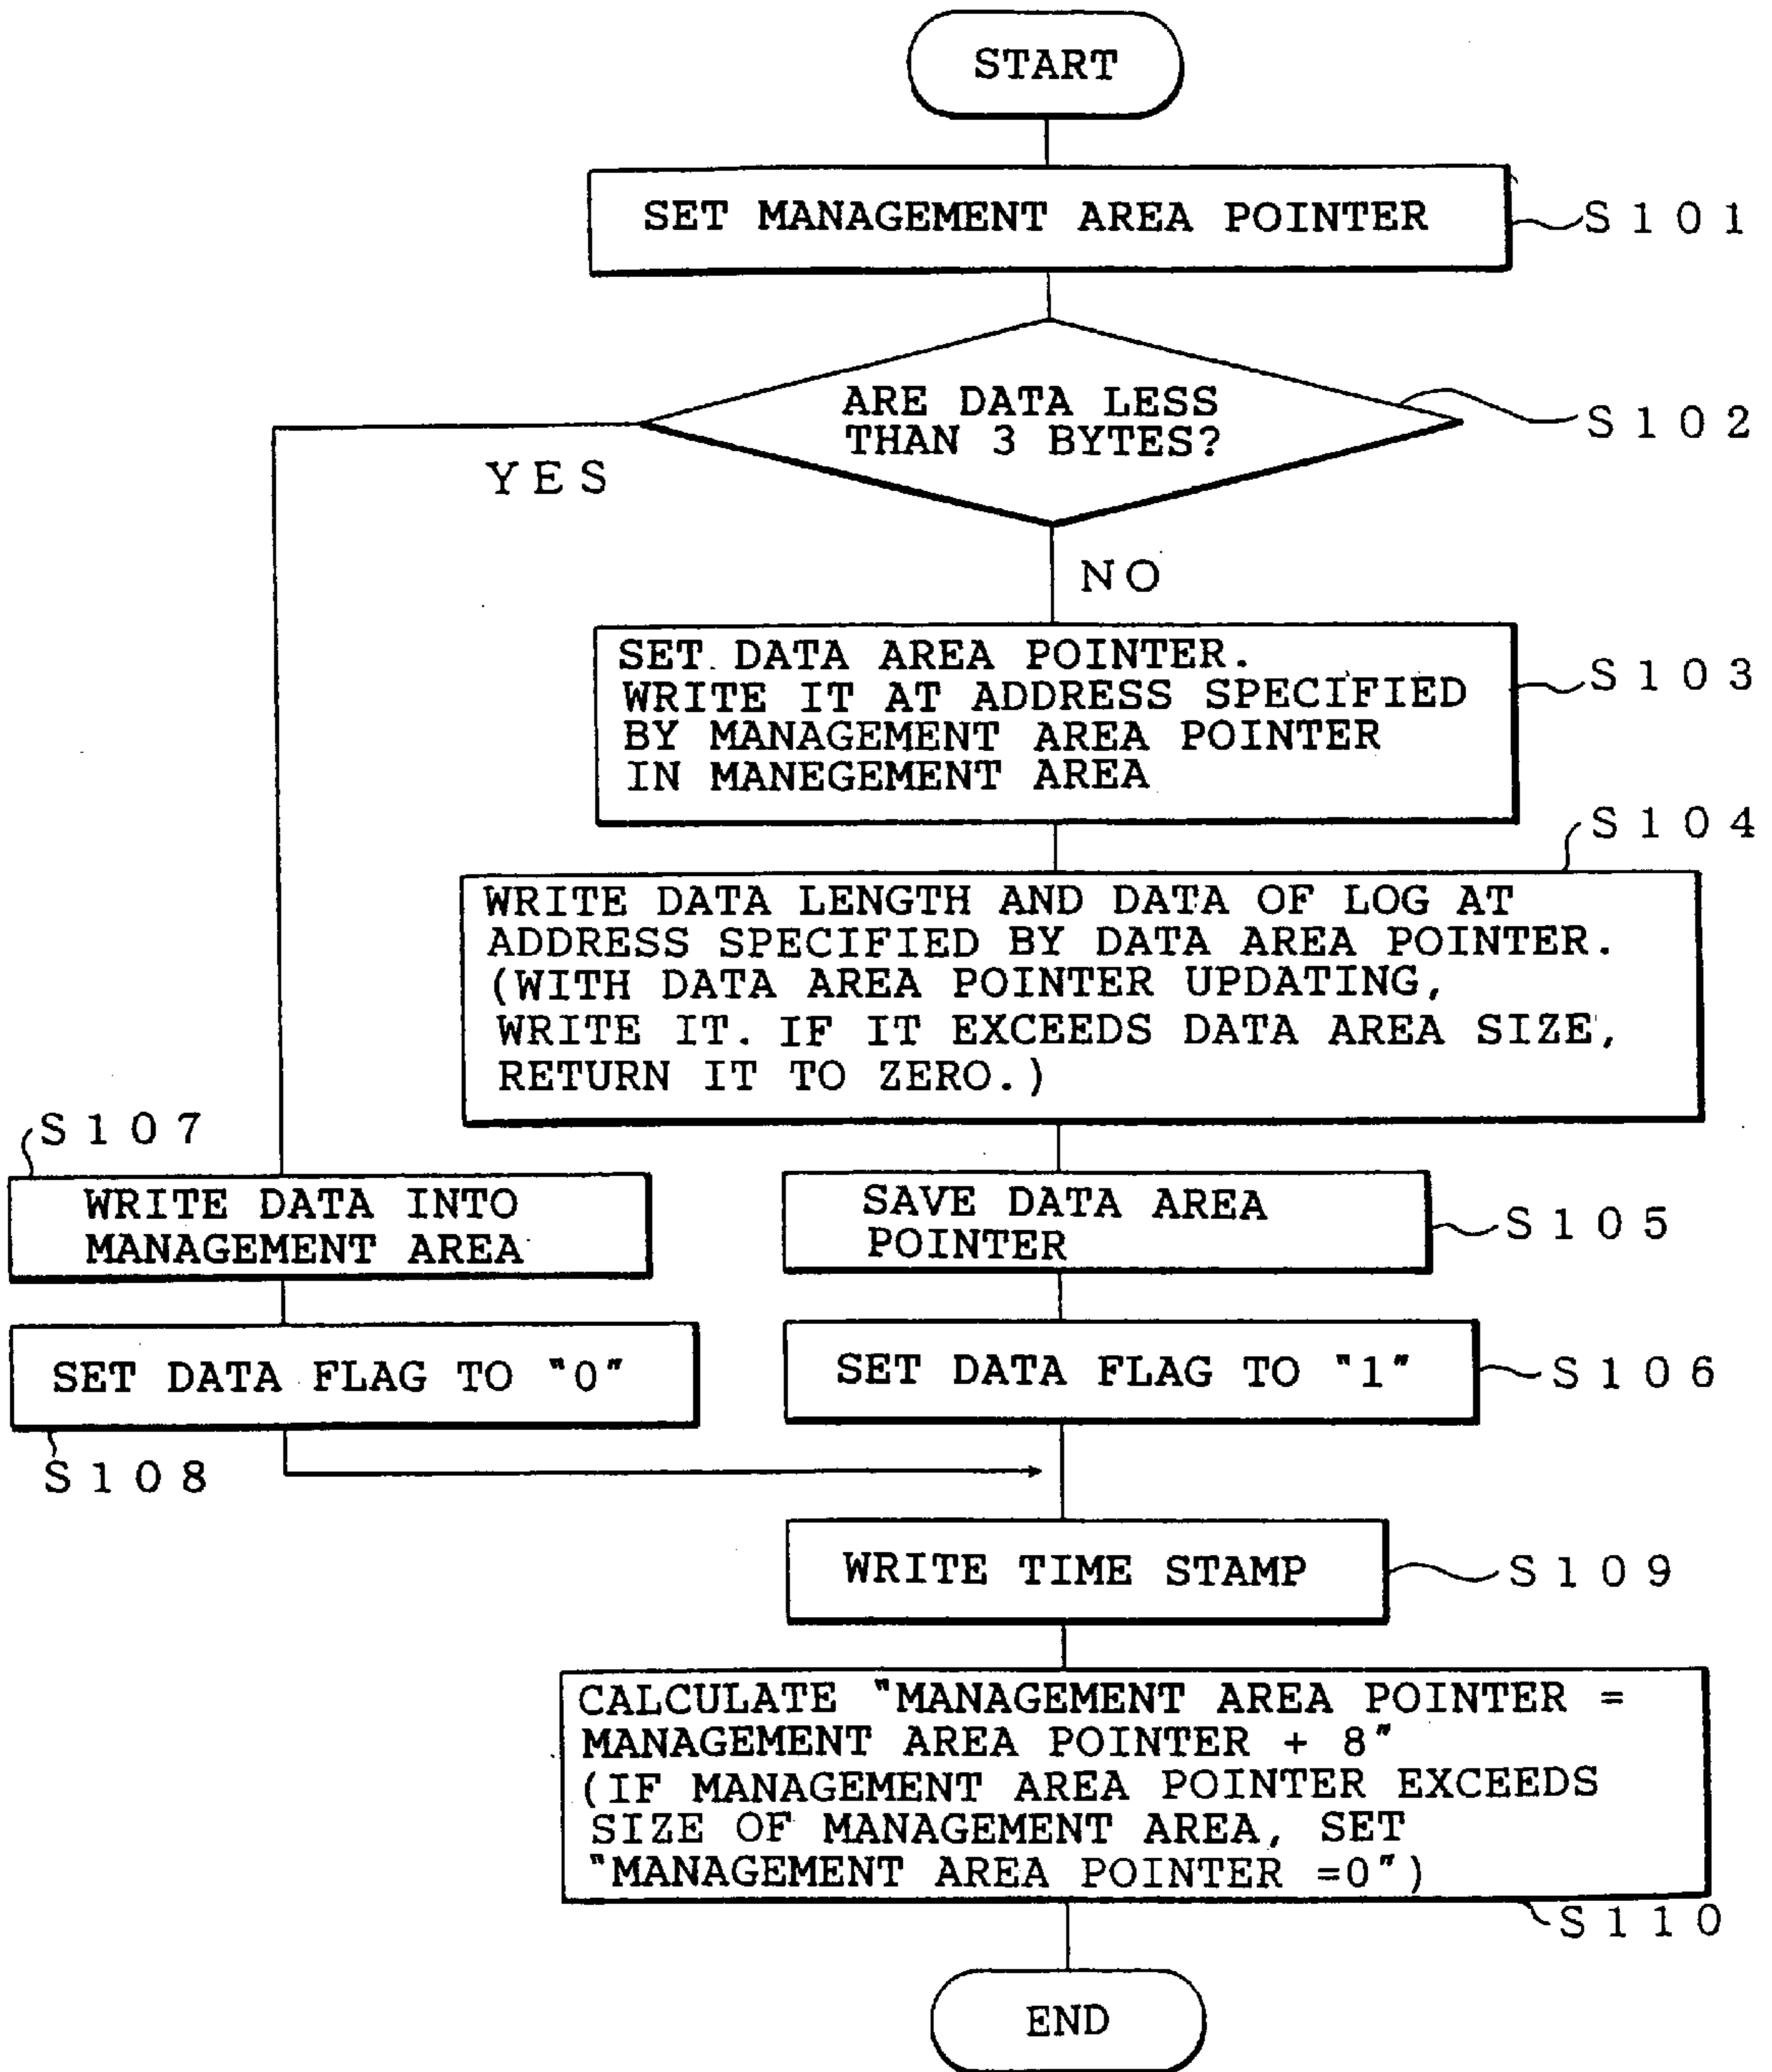 START
SET MANAGEMENT AREA POINTER
S101
ARE DATA LESS
THAN 3 BYTES?
S102
YES
NO
SET DATA AREA POINTER.
WRITE IT AT ADDRESS SPECIFIED
BY MANAGEMENT AREA POINTER
IN MANEGEMENT AREA
S103
S104
WRITE DATA LENGTH AND DATA OF LOG AT
ADDRESS SPECIFIED BY DATA AREA POINTER.
(WITH DATA AREA POINTER UPDATING,
WRITE IT. IF IT EXCEEDS DATA AREA SIZE,
RETURN IT TO ZERO.)
S107
WRITE DATA INTO
MANAGEMENT AREA
SAVE DATA AREA
POINTER
S105
SET DATA FLAG TO "0"
SET DATA FLAG TO "1"
S106
S108
WRITE TIME STAMP
S109
CALCULATE "MANAGEMENT AREA POINTER =
MANAGEMENT AREA POINTER + 8"
(IF MANAGEMENT AREA POINTER EXCEEDS
SIZE OF MANAGEMENT AREA, SET
"MANAGEMENT AREA POINTER =0")
S110
END